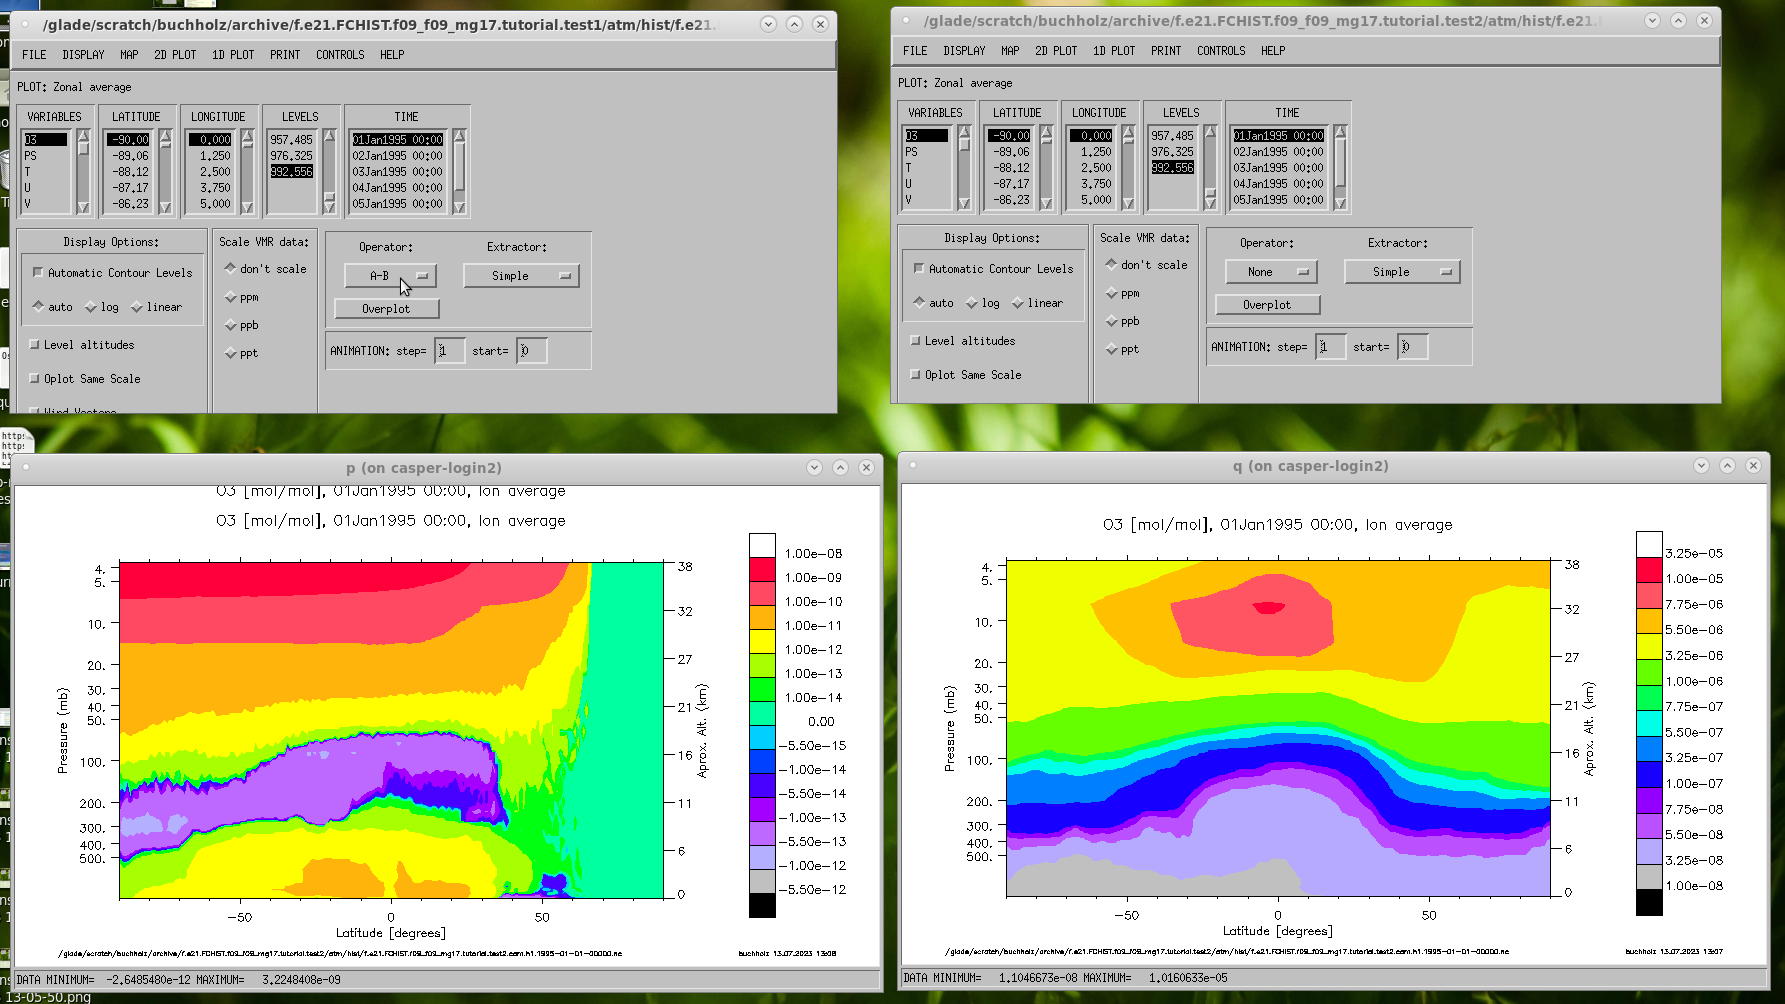 /glade/scratch/buchholz/archive/f.e21.FCHIST.f09_f09_mg17.tutorial.test1/atm/hist/f.e21.
FILE DISPLAY MAP 2D PLOT 1D PLOT PRINT CONTROLS HELP
PLOT: Zonal average
VARIABLES LATITUDE LONGITUDE LEVELS TIME
O3 -90.00 0.000 957.485 01Jan1995 00:00
PS -89.06 1.250 976.325 02Jan1995 00:00
T -88.12 2.500 992.556 03Jan1995 00:00
U -87.17 3.750 04Jan1995 00:00
V -86.23 5.000 05Jan1995 00:00
Display Options: Scale VMR data: Operator: Extractor:
Automatic Contour Levels don't scale A-B Simple
auto log linear ppm Overplot
ppb
Level altitudes ppt ANIMATION: step= 1 start= 0
Oplot Same Scale
Wind Vectors
/glade/scratch/buchholz/archive/f.e21.FCHIST.f09_f09_mg17.tutorial.test2/atm/hist/f.e21.
FILE DISPLAY MAP 2D PLOT 1D PLOT PRINT CONTROLS HELP
PLOT: Zonal average
VARIABLES LATITUDE LONGITUDE LEVELS TIME
O3 -90.00 0.000 957.485 01Jan1995 00:00
PS -89.06 1.250 976.325 02Jan1995 00:00
T -88.12 2.500 992.556 03Jan1995 00:00
U -87.17 3.750 04Jan1995 00:00
V -86.23 5.000 05Jan1995 00:00
Display Options: Scale VMR data: Operator: Extractor:
Automatic Contour Levels don't scale None Simple
auto log linear ppm Overplot
ppb
Level altitudes ppt ANIMATION: step= 1 start= 0
Oplot Same Scale
https
https
p (on casper-login2)
O3 [mol/mol], 01Jan1995 00:00, lon average
O3 [mol/mol], 01Jan1995 00:00, lon average
4.
5.
10.
20.
30.
40.
50.
100.
200.
300.
400.
500.
Pressure (mb)
38
32
27
21
16
11
6
0
Aprox. Alt. (km)
-50 0 50
Latitude [degrees]
1.00e-08
1.00e-09
1.00e-10
1.00e-11
1.00e-12
1.00e-13
1.00e-14
0.00
-5.50e-15
-1.00e-14
-5.50e-14
-1.00e-13
-5.50e-13
-1.00e-12
-5.50e-12
/glade/scratch/buchholz/archive/f.e21.FCHIST.f09_f09_mg17.tutorial.test2/atm/hist/f.e21.FCHIST.f09_f09_mg17.tutorial.test2.cam.h1.1995-01-01-00000.nc
buchholz 13.07.2023 13:08
DATA MINIMUM= -2.6485480e-12 MAXIMUM= 3.2248408e-09
13-05-50.png
q (on casper-login2)
O3 [mol/mol], 01Jan1995 00:00, lon average
4.
5.
10.
20.
30.
40.
50.
100.
200.
300.
400.
500.
Pressure (mb)
38
32
27
21
16
11
6
0
Aprox. Alt. (km)
-50 0 50
Latitude [degrees]
3.25e-05
1.00e-05
7.75e-06
5.50e-06
3.25e-06
1.00e-06
7.75e-07
5.50e-07
3.25e-07
1.00e-07
7.75e-08
5.50e-08
3.25e-08
1.00e-08
/glade/scratch/buchholz/archive/f.e21.FCHIST.f09_f09_mg17.tutorial.test2/atm/hist/f.e21.FCHIST.f09_f09_mg17.tutorial.test2.cam.h1.1995-01-01-00000.nc
buchholz 13.07.2023 13:07
DATA MINIMUM= 1.1046673e-08 MAXIMUM= 1.0160633e-05